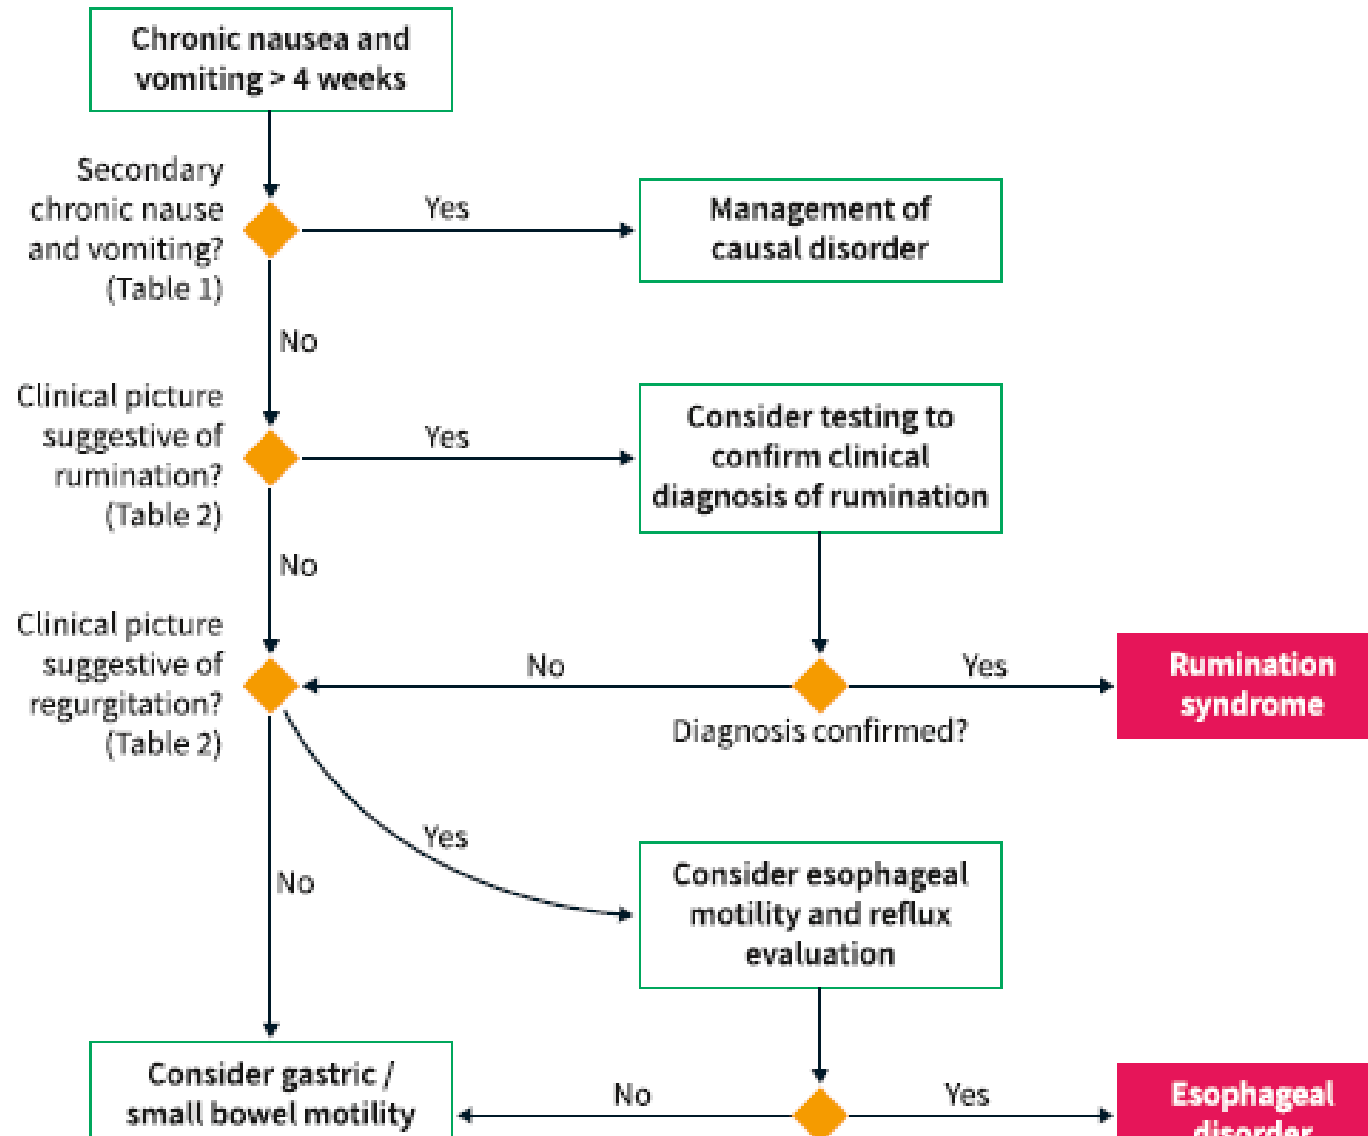 Chronic nausea and
vomiting > 4 weeks
Secondary
chronic nause
and vomiting?
(Table 1)
Yes
Management of
causal disorder
No
Clinical picture
suggestive of
rumination?
(Table 2)
Yes
Consider testing to
confirm clinical
diagnosis of rumination
No
Clinical picture
suggestive of
regurgitation?
(Table 2)
No
Yes
Diagnosis confirmed?
Rumination
syndrome
Yes
No
Consider esophageal
motility and reflux
evaluation
Consider gastric /
small bowel motility
No
Yes
Esophageal
disorder